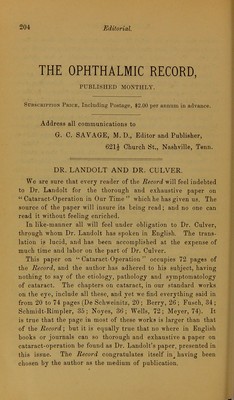 204 Editorial.
THE OPHTHALMIC RECORD,
PUBLISHED MONTHLY.
Subscription Price, Including Postage, $2.00 per annum in advance.
Address all communications to
G. C. SAVAGE, M. D., Editor and Publisher,
621½ Church St., Nashville, Tenn.
DR. LANDOLT AND DR. CULVER.
We are sure that every reader of the Record will feel indebted
to Dr. Landolt for the thorough and exhaustive paper on
"Cataract-Operation in Our Time" which he has given us. The
source of the paper will insure its being read; and no one can
read it without feeling enriched.
In like-manner all will feel under obligation to Dr. Culver,
through whom Dr. Landolt has spoken in English. The trans-
lation is lucid, and has been accomplished at the expense of
much time and labor on the part of Dr. Culver.
This paper on "Cataract Operation" occupies 72 pages of
the Record, and the author has adhered to his subject, having
nothing to say of the etiology, pathology and symptomatology
of cataract. The chapters on cataract, in our standard works
on the eye, include all these, and yet we find everything said in
from 20 to 74 pages (De Schweinitz, 20; Berry, 26; Fusch, 34;
Schmidt-Rimpler, 35; Noyes, 36; Wells, 72; Meyer, 74). It
is true that the page in most of these works is larger than that
of the Record; but it is equally true that no where in English
books or journals can so thorough and exhaustive a paper on
cataract-operation be found as Dr. Landolt's paper, presented in
this issue. The Record congratulates itself in having been
chosen by the author as the medium of publication.